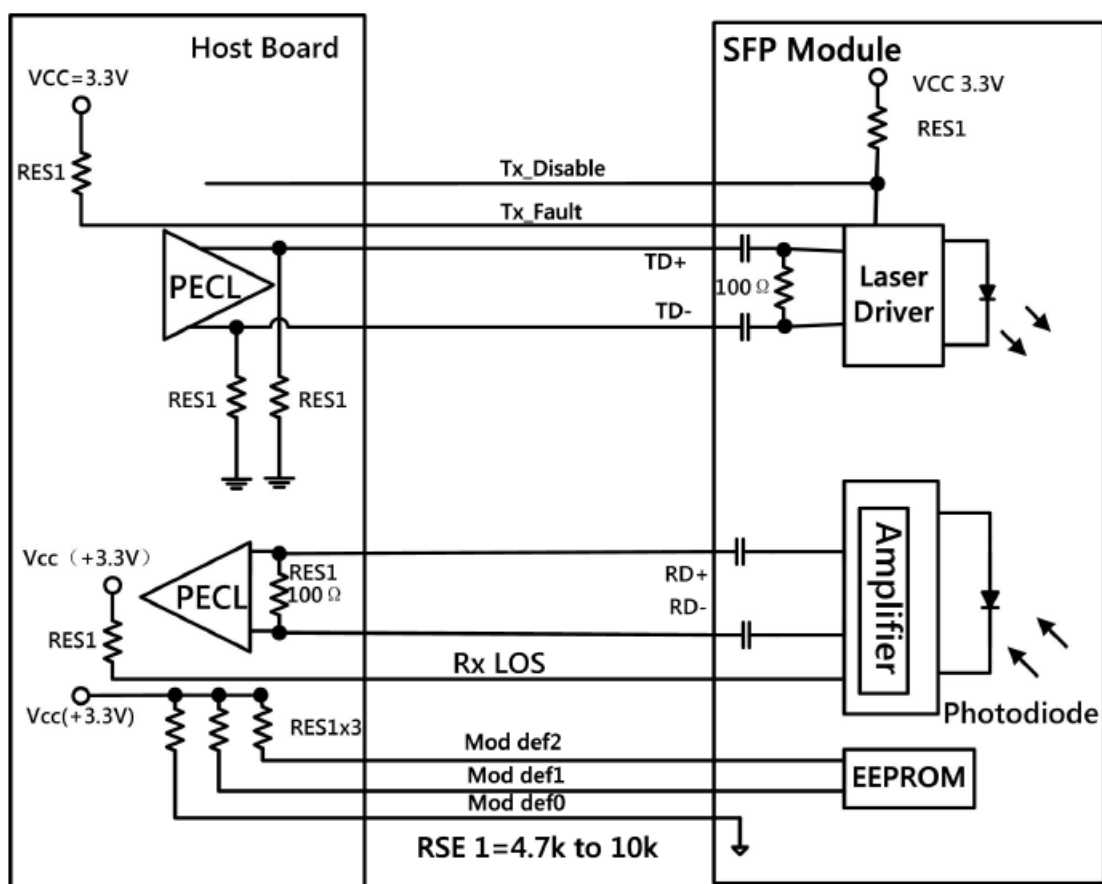 Host Board
SFP Module
VCC=3.3V
VCC 3.3V
RES1
RES1
Tx_Disable
Tx_Fault
PECL
TD+
100Ω
TD-
Laser
Driver
RES1
RES1
Vcc（+3.3V）
PECL
RES1
100Ω
RD+
RD-
Amplifier
RES1
Rx LOS
Vcc(+3.3V)
RES1x3
Photodiode
Mod def2
Mod def1
Mod def0
EEPROM
RSE 1=4.7k to 10k